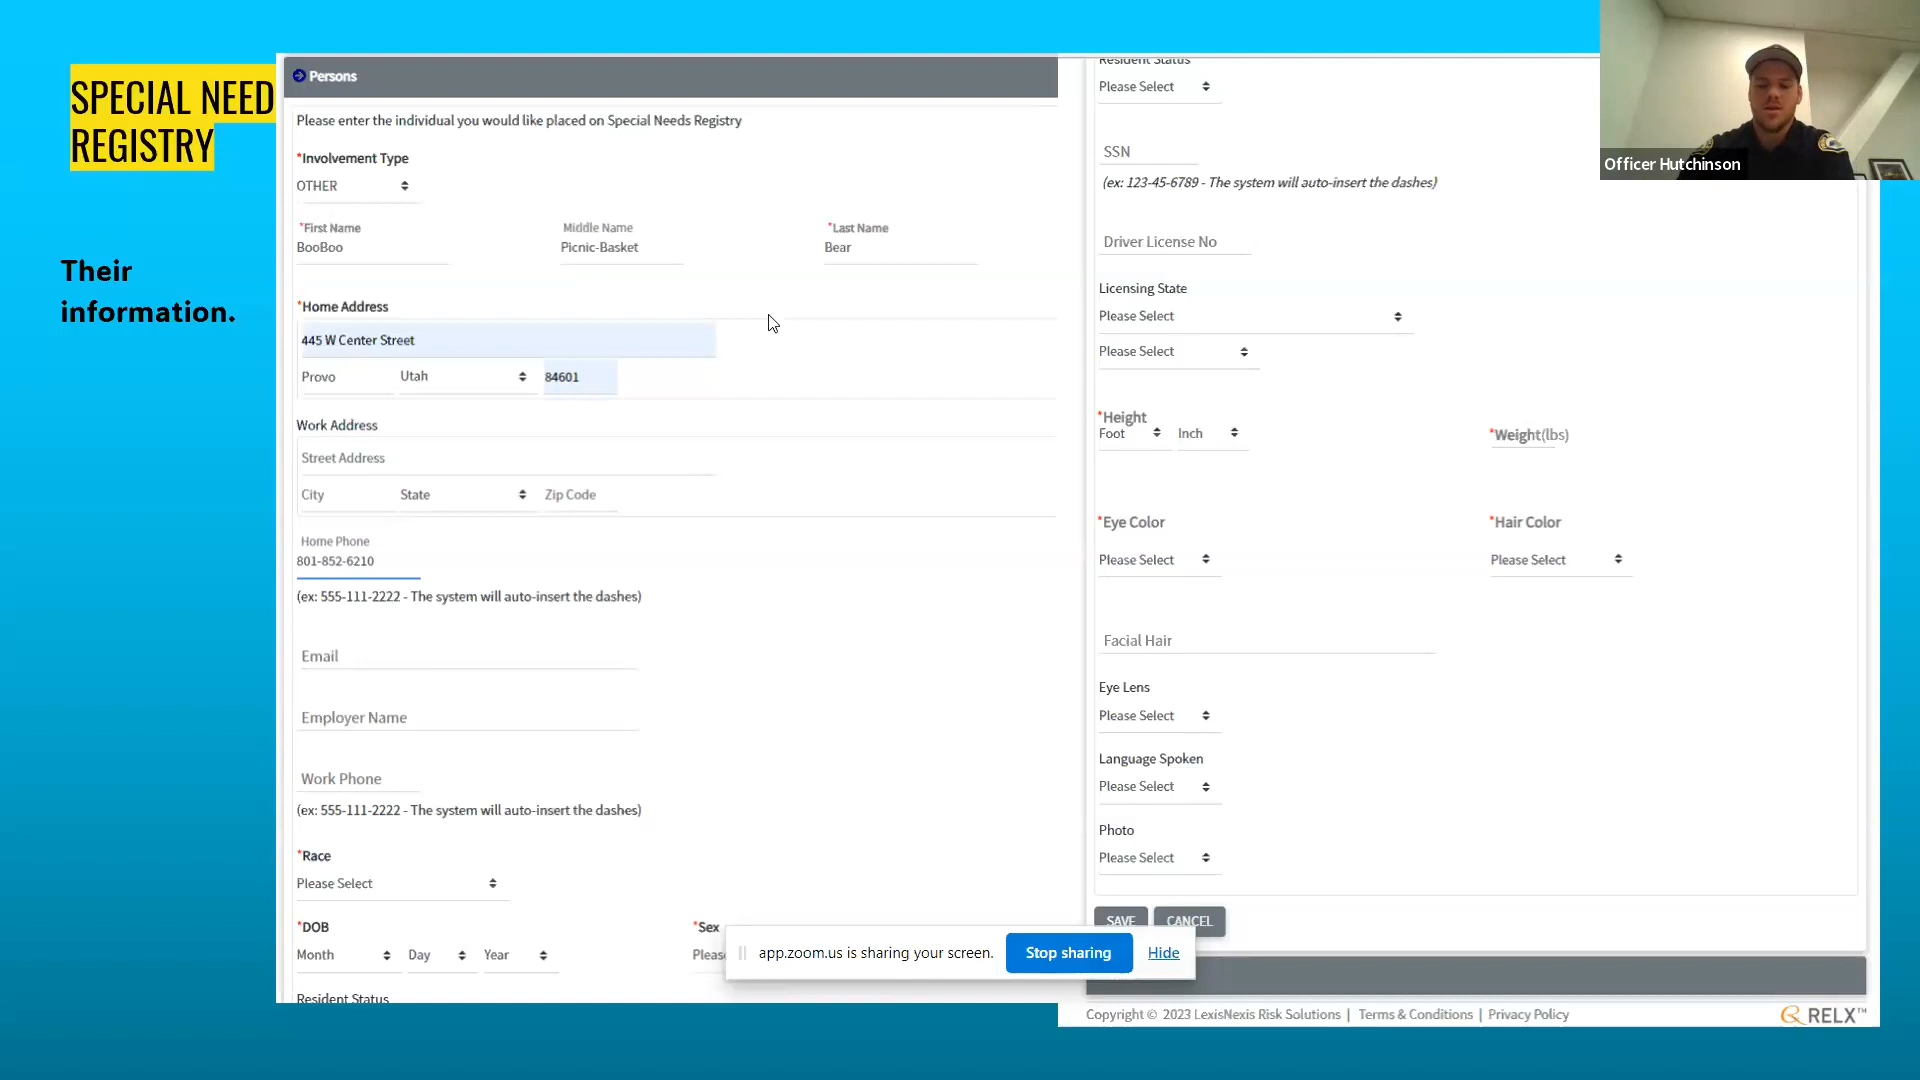 SPECIAL NEED
REGISTRY
Their
information.
Persons
Please enter the individual you would like placed on Special Needs Registry
*Involvement Type
OTHER
*First Name
BooBoo
Middle Name
Picnic-Basket
*Last Name
Bear
*Home Address
445 W Center Street
Provo Utah 84601
Work Address
Street Address
City State Zip Code
Home Phone
801-852-6210
(ex: 555-111-2222 - The system will auto-insert the dashes)
Email
Employer Name
Work Phone
(ex: 555-111-2222 - The system will auto-insert the dashes)
*Race
Please Select
*DOB
Month Day Year
*Sex
Pleas
Resident Status
Resident Status
Please Select
SSN
(ex: 123-45-6789 - The system will auto-insert the dashes)
Driver License No
Licensing State
Please Select
Please Select
*Height
Foot Inch
*Weight(lbs)
*Eye Color
Please Select
*Hair Color
Please Select
Facial Hair
Eye Lens
Please Select
Language Spoken
Please Select
Photo
Please Select
SAVE CANCEL
app.zoom.us is sharing your screen. Stop sharing Hide
Copyright © 2023 LexisNexis Risk Solutions | Terms & Conditions | Privacy Policy
RELX™
Officer Hutchinson